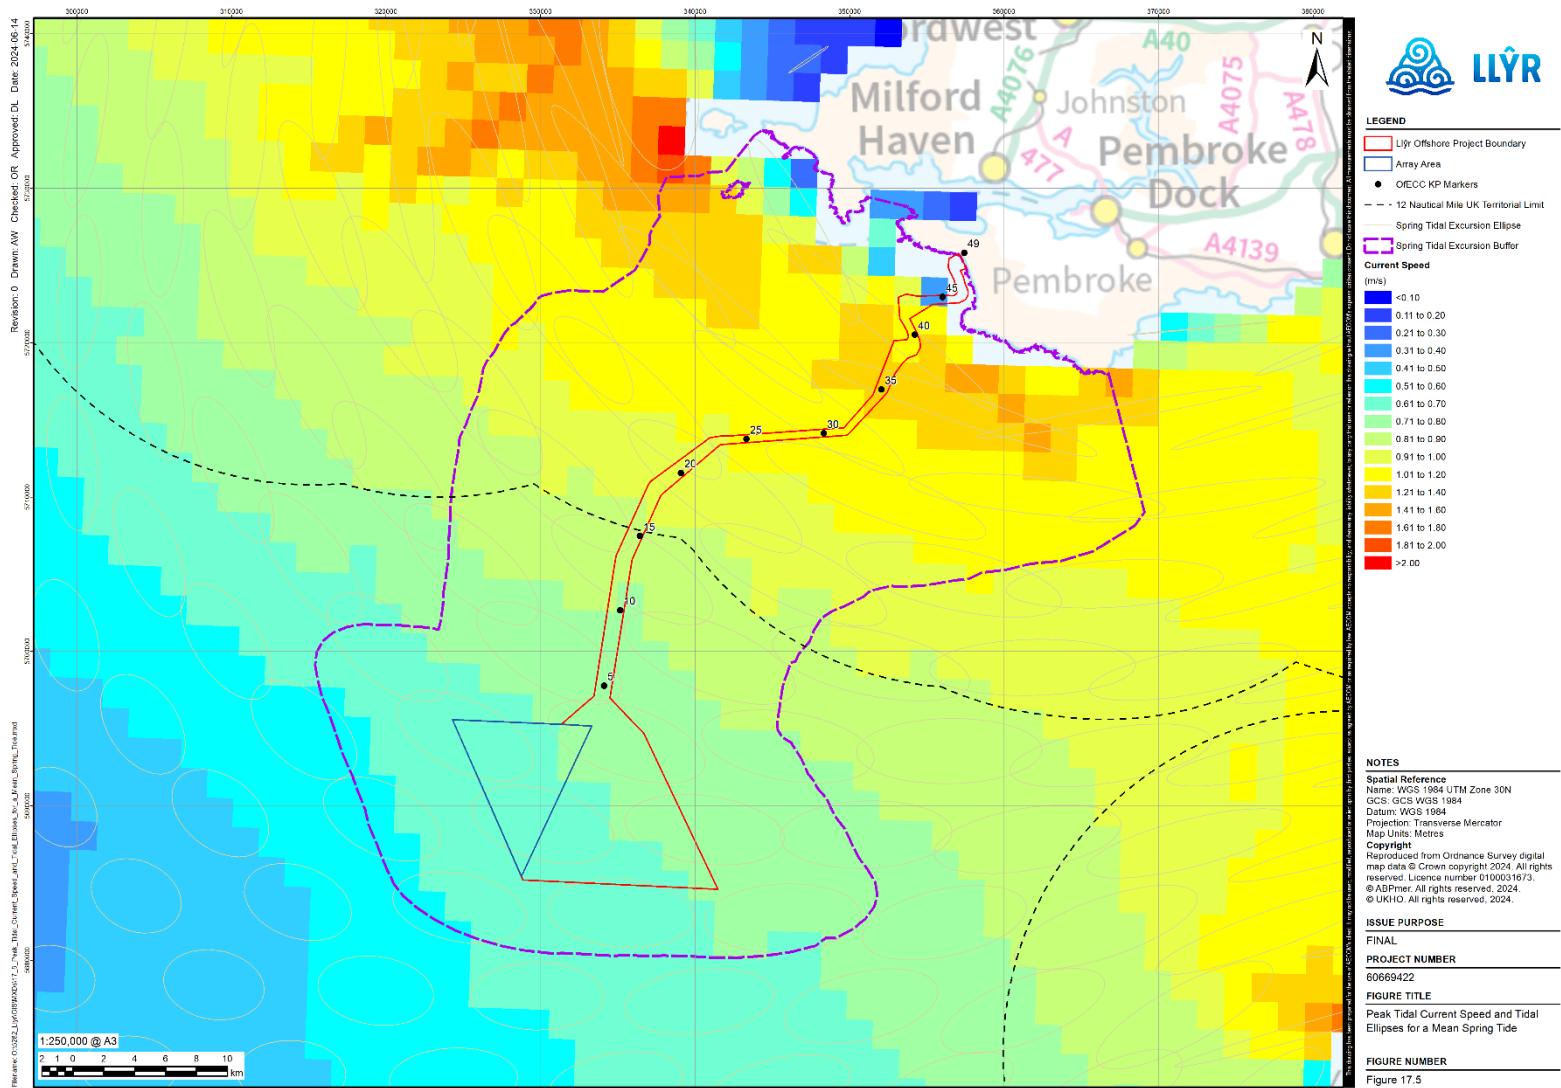 300000
310000
320000
330000
340000
350000
360000
370000
380000
5740000
5730000
5720000
5710000
5700000
5690000
5680000
Revision: 0 Drawn: AW Checked: OR Approved: DL Date: 2024-06-14
N
A40
A4076
Milford
Haven
Johnston
A
477
Pembroke
Dock
A4075
A478
A4139
Pembroke
49
45
40
35
30
25
20
15
10
5
1:250,000 @ A3
2 1 0 2 4 6 8 10
km
LLŶR
LEGEND
Llŷr Offshore Project Boundary
Array Area
OfECC KP Markers
12 Nautical Mile UK Territorial Limit
Spring Tidal Excursion Ellipse
Spring Tidal Excursion Buffer
Current Speed
(m/s)
<0.10
0.11 to 0.20
0.21 to 0.30
0.31 to 0.40
0.41 to 0.50
0.51 to 0.60
0.61 to 0.70
0.71 to 0.80
0.81 to 0.90
0.91 to 1.00
1.01 to 1.20
1.21 to 1.40
1.41 to 1.60
1.61 to 1.80
1.81 to 2.00
>2.00
NOTES
Spatial Reference
Name: WGS 1984 UTM Zone 30N
GCS: GCS WGS 1984
Datum: WGS 1984
Projection: Transverse Mercator
Map Units: Metres
Copyright
Reproduced from Ordnance Survey digital
map data © Crown copyright 2024. All rights
reserved. Licence number 0100031673.
© ABPmer. All rights reserved, 2024.
© UKHO. All rights reserved, 2024.
ISSUE PURPOSE
FINAL
PROJECT NUMBER
60669422
FIGURE TITLE
Peak Tidal Current Speed and Tidal
Ellipses for a Mean Spring Tide
FIGURE NUMBER
Figure 17.5